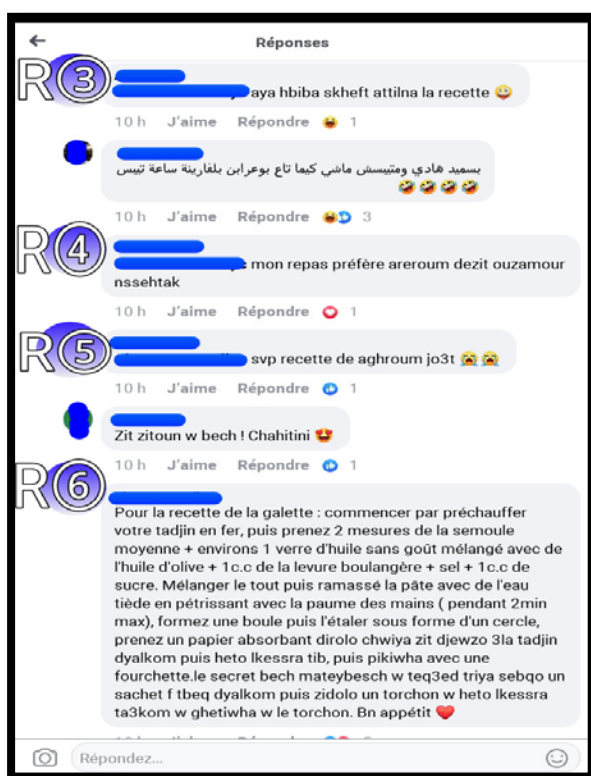 Réponses
R③
aya hbiba skheft attilna la recette 😜
10 h J'aime Répondre 1
بسميد هادي ومتيبسش ماشي كيما تاع بوعرابن بلفارينة ساعة تيبس
🤣🤣🤣🤣
10 h J'aime Répondre 3
R④
mon repas préfère areroum dezit ouzamour
nssehtak
10 h J'aime Répondre 1
R⑤
svp recette de aghroum jo3t 😭😭
10 h J'aime Répondre 1
Zit zitoun w bech ! Chahitini 🤩
10 h J'aime Répondre 1
R⑥
Pour la recette de la galette : commencer par préchauffer
votre tadjin en fer, puis prenez 2 mesures de la semoule
moyenne + environs 1 verre d'huile sans goût mélangé avec de
l'huile d'olive + 1c.c de la levure boulangère + sel + 1c.c de
sucre. Mélanger le tout puis ramassé la pâte avec de l'eau
tiède en pétrissant avec la paume des mains ( pendant 2min
max), formez une boule puis l'étaler sous forme d'un cercle,
prenez un papier absorbant dirolo chwiya zit djewzo 3la tadjin
dyalkom puis heto lkessra tib, puis pikiwha avec une
fourchette.le secret bech mateybesch w teq3ed triya sebqo un
sachet f tbeq dyalkom puis zidolo un torchon w heto lkessra
ta3kom w ghetiwha w le torchon. Bn appétit ❤️
Répondez...